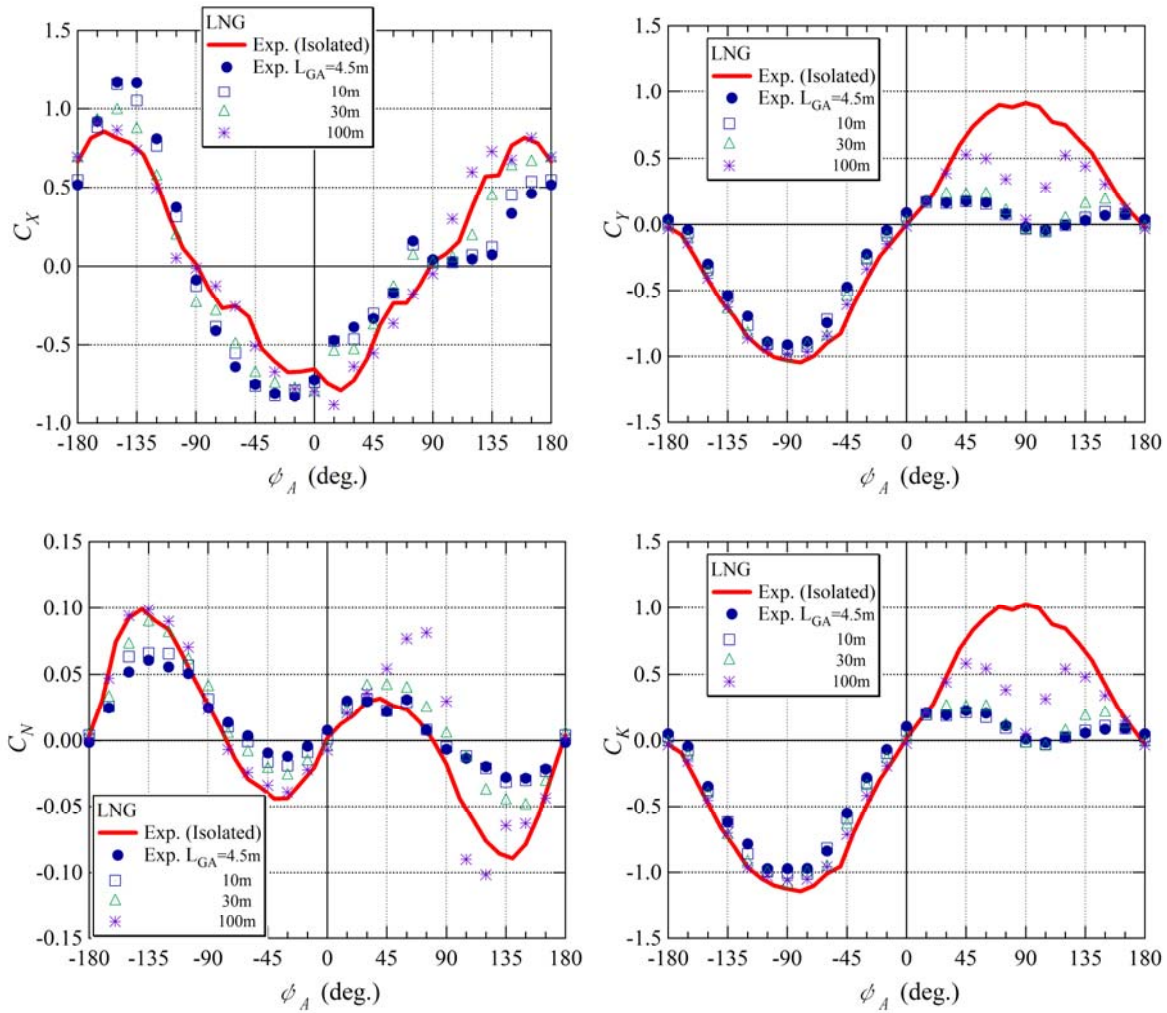 LNG
Exp. (Isolated)
Exp. L_GA=4.5m
10m
30m
100m
C_X
1.0
0.5
0.0
-0.5
-1.0
-180 -135 -90 -45 0 45 90 135 180
ϕ_A (deg.)
LNG
Exp. (Isolated)
Exp. L_GA=4.5m
10m
30m
100m
C_Y
1.5
1.0
0.5
0.0
-0.5
-1.0
-1.5
-180 -135 -90 -45 0 45 90 135 180
ϕ_A (deg.)
C_N
0.15
0.10
0.05
0.00
-0.05
-0.10
-0.15
LNG
Exp. (Isolated)
Exp. L_GA=4.5m
10m
30m
100m
-180 -135 -90 -45 0 45 90 135 180
ϕ_A (deg.)
LNG
Exp. (Isolated)
Exp. L_GA=4.5m
10m
30m
100m
C_K
1.5
1.0
0.5
0.0
-0.5
-1.0
-1.5
-180 -135 -90 -45 0 45 90 135 180
ϕ_A (deg.)